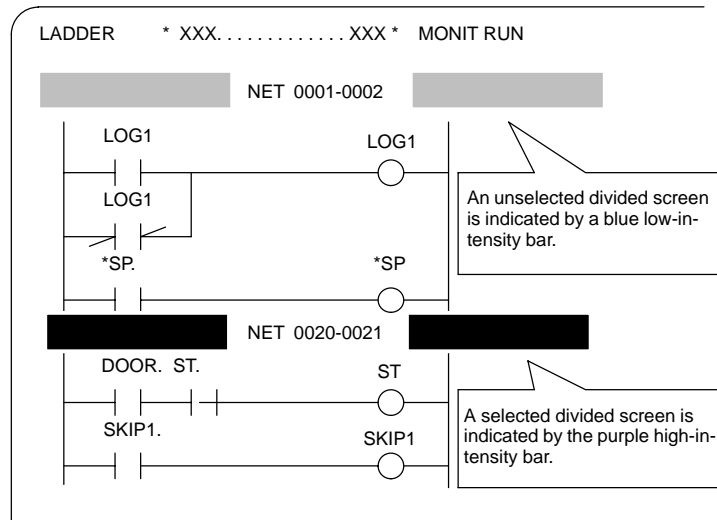 LADDER * XXX. . . . . . . . . . . . . XXX * MONIT RUN
NET 0001-0002
LOG1
LOG1
LOG1
*SP.
*SP
An unselected divided screen
is indicated by a blue low-in-
tensity bar.
NET 0020-0021
DOOR. ST.
ST
SKIP1.
SKIP1
A selected divided screen is
indicated by the purple high-in-
tensity bar.